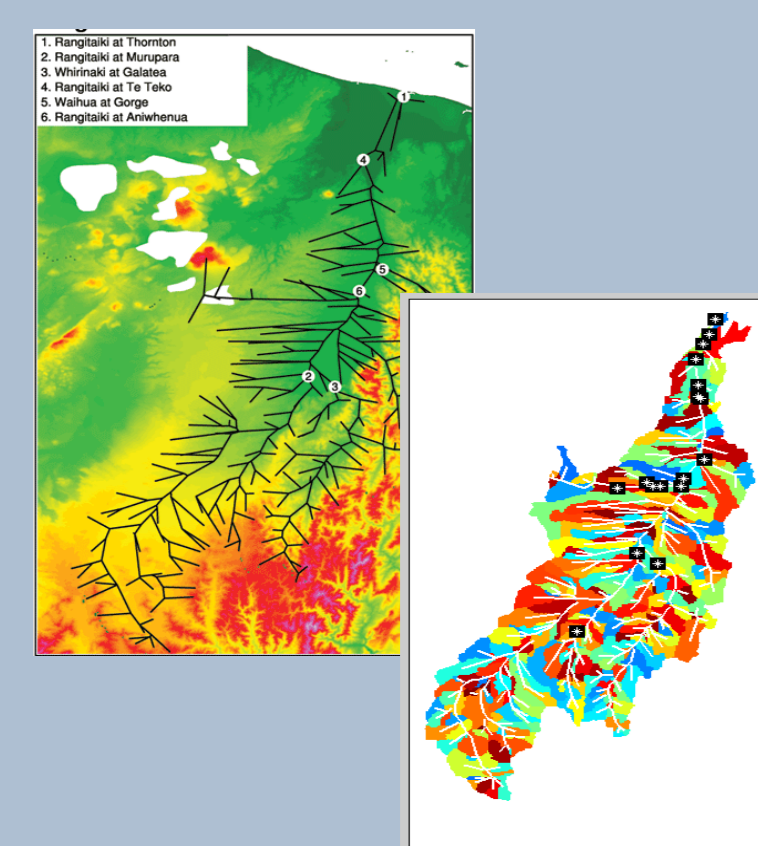 1. Rangitaiki at Thornton
2. Rangitaiki at Murupara
3. Whirinaki at Galatea
4. Rangitaiki at Te Teko
5. Waihua at Gorge
6. Rangitaiki at Aniwhenua
1
4
5
6
2
3